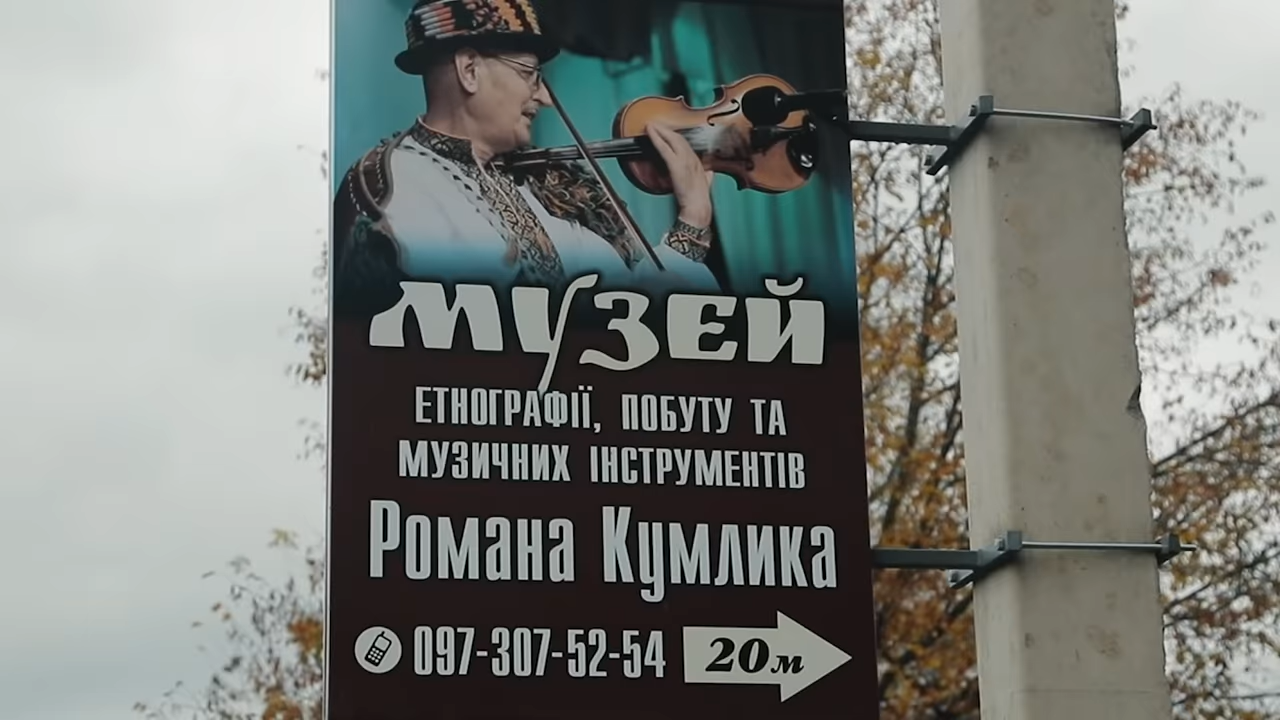 музей
ЕТНОГРАФІЇ, ПОБУТУ ТА
МУЗИЧНИХ ІНСТРУМЕНТІВ
Романа Кумлика
097-307-52-54 20м